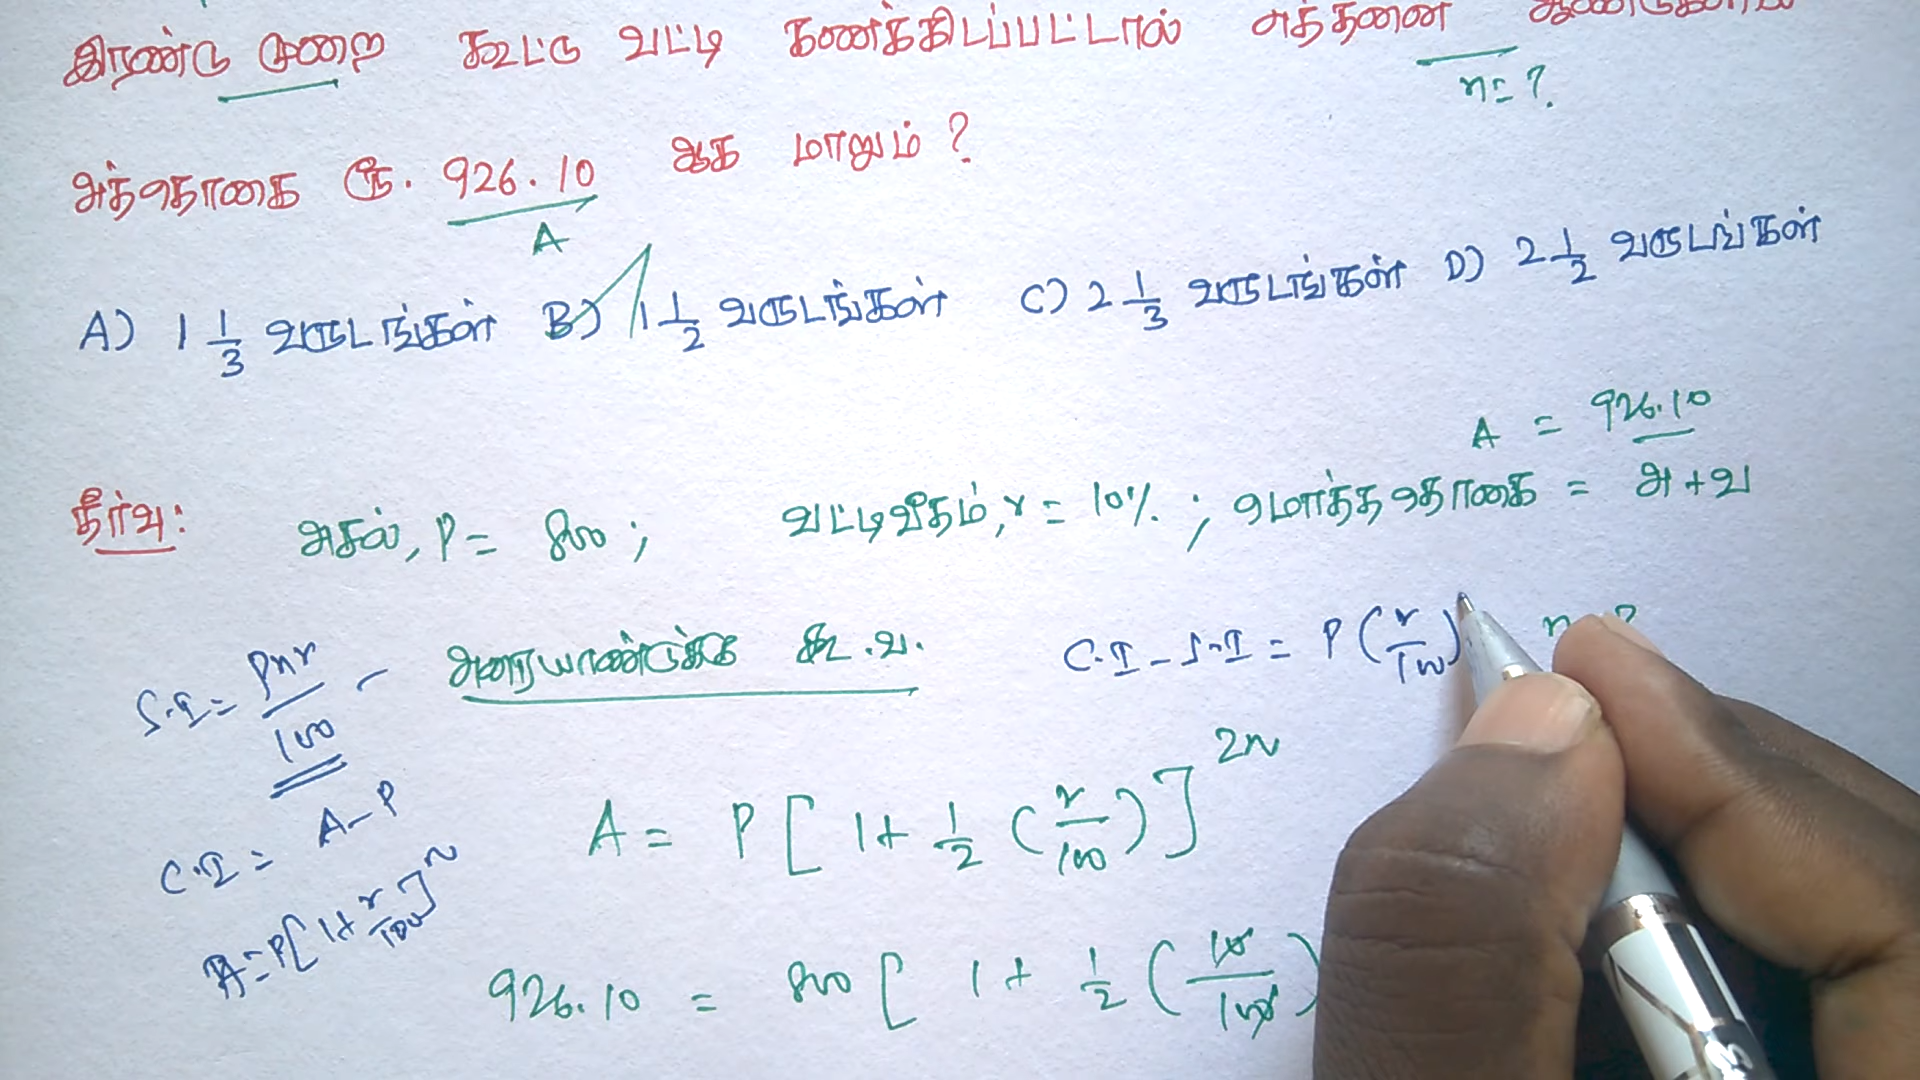 இரண்டு முறை கூட்டு வட்டி கணக்கிடப்பட்டால் எத்தனை
n = ?
அத்தொகை ரூ. 926.10 ஆக மாறும் ?
A
A) 1 1/3 வருடங்கள் B) 1 1/2 வருடங்கள் C) 2 1/3 வருடங்கள் D) 2 1/2 வருடங்கள்
A = 926.10
தீர்வு : அசல், P = 800 ; வட்டிவீதம், r = 10% ; மொத்த தொகை = அ + வ
S.I = Pnr/100 அரையாண்டுக்கு கூ.வ. C.I - S.I = P (r/100)
C.I = A - P
A = P [ 1 + 1/2 (r/100) ]^2n
A = P[ 1 + r/100 ]^n
926.10 = 800 [ 1 + 1/2 ( 10/100 )